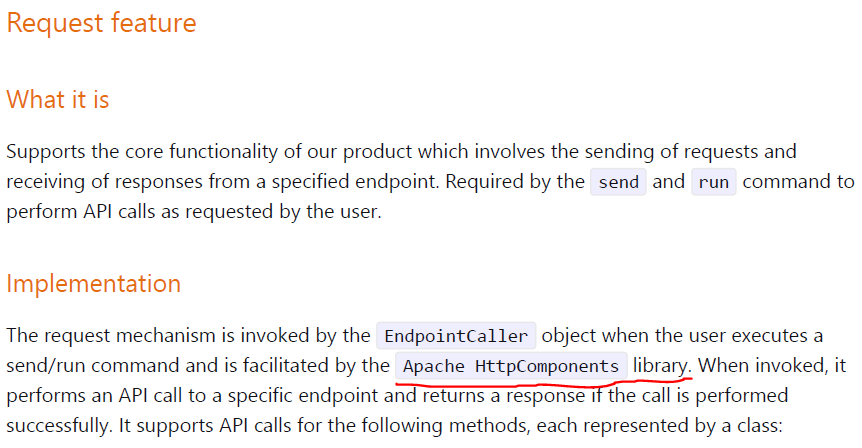 Request feature
What it is
Supports the core functionality of our product which involves the sending of requests and
receiving of responses from a specified endpoint. Required by the send and run command to
perform API calls as requested by the user.
Implementation
The request mechanism is invoked by the EndpointCaller object when the user executes a
send/run command and is facilitated by the Apache HttpComponents library. When invoked, it
performs an API call to a specific endpoint and returns a response if the call is performed
successfully. It supports API calls for the following methods, each represented by a class: